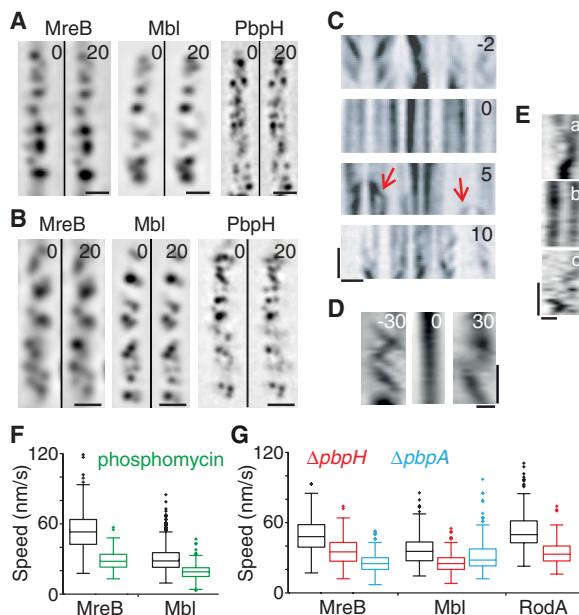 A
MreB Mbl PbpH
0 20 0 20 0 20
B
MreB Mbl PbpH
0 20 0 20 0 20
C
-2
0
5
10
D
-30 0 30
E
a
b
c
F
phosphomycin
Speed (nm/s)
120
60
0
MreB Mbl
G
ΔpbpH ΔpbpA
Speed (nm/s)
120
60
0
MreB Mbl RodA